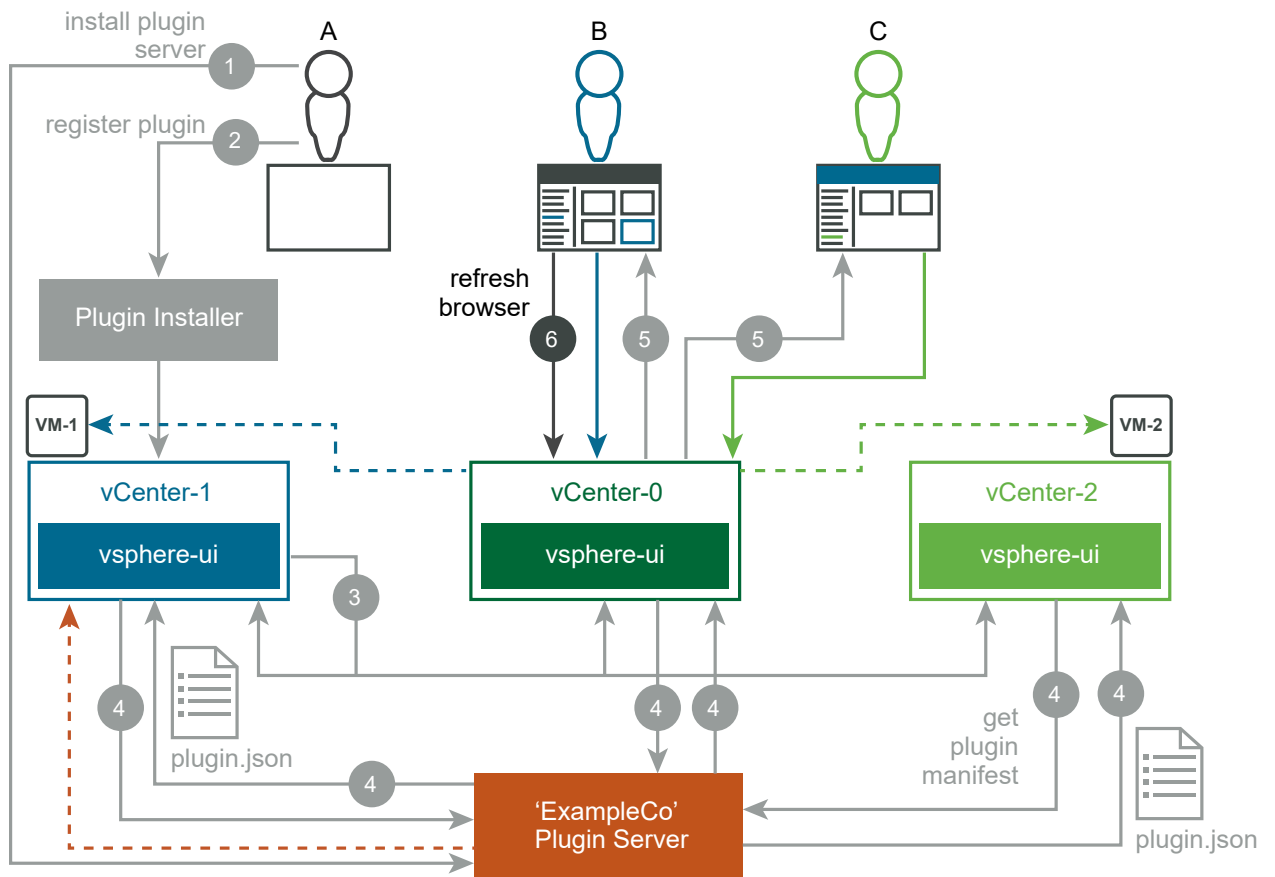 install plugin
server
A
B
C
1
register plugin
2
refresh
browser
Plugin Installer
6
5
5
VM-1
VM-2
vCenter-1
vCenter-0
vCenter-2
vsphere-ui
vsphere-ui
vsphere-ui
3
4
4
4
4
4
get
plugin
manifest
plugin.json
4
‘ExampleCo’
Plugin Server
plugin.json